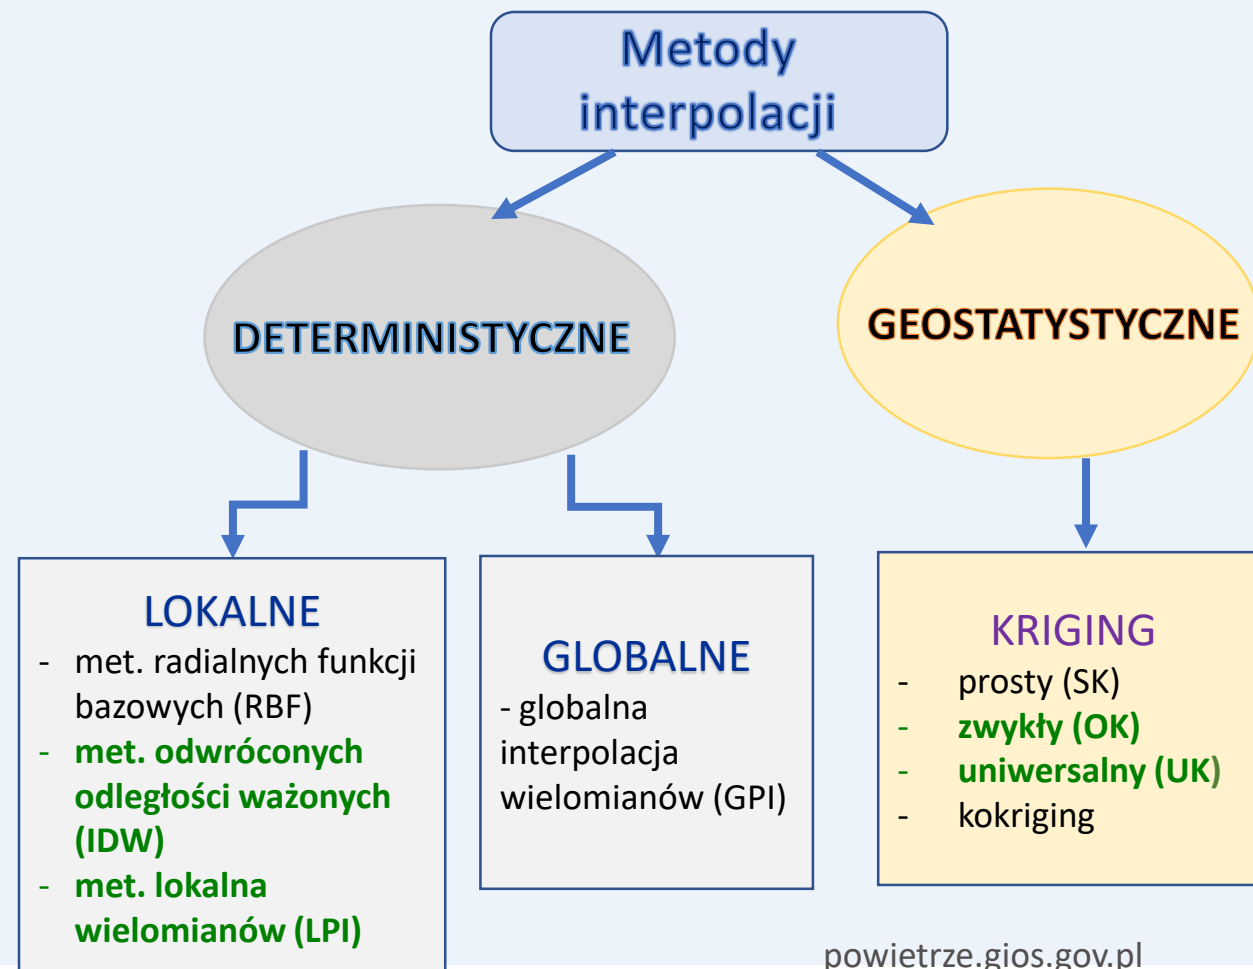 Metody
interpolacji
DETERMINISTYCZNE
GEOSTATYSTYCZNE
LOKALNE
- met. radialnych funkcji
bazowych (RBF)
- met. odwróconych
odległości ważonych
(IDW)
- met. lokalna
wielomianów (LPI)
GLOBALNE
- globalna
interpolacja
wielomianów (GPI)
KRIGING
- prosty (SK)
- zwykły (OK)
- uniwersalny (UK)
- kokriging
powietrze.gios.gov.pl